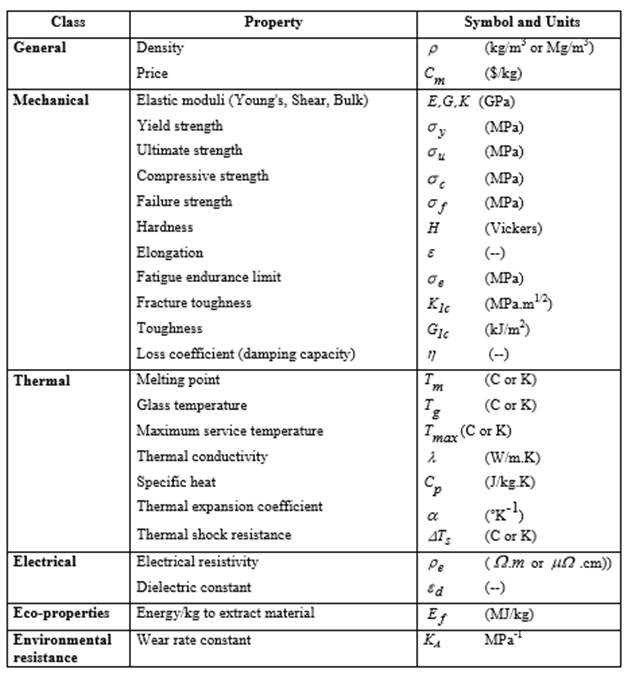 Class Property Symbol and Units
General Density ρ (kg/m³ or Mg/m³)
Price Cm ($/kg)
Mechanical Elastic moduli (Young's, Shear, Bulk) E,G,K (GPa)
Yield strength σy (MPa)
Ultimate strength σu (MPa)
Compressive strength σc (MPa)
Failure strength σf (MPa)
Hardness H (Vickers)
Elongation ε (--)
Fatigue endurance limit σe (MPa)
Fracture toughness K1c (MPa.m^1/2)
Toughness G1c (kJ/m²)
Loss coefficient (damping capacity) η (--)
Thermal Melting point Tm (C or K)
Glass temperature Tg (C or K)
Maximum service temperature Tmax (C or K)
Thermal conductivity λ (W/m.K)
Specific heat Cp (J/kg.K)
Thermal expansion coefficient α (°K⁻¹)
Thermal shock resistance ΔTs (C or K)
Electrical Electrical resistivity ρe (Ω.m or μΩ.cm))
Dielectric constant εd (--)
Eco-properties Energy/kg to extract material Ef (MJ/kg)
Environmental Wear rate constant KA MPa⁻¹
resistance